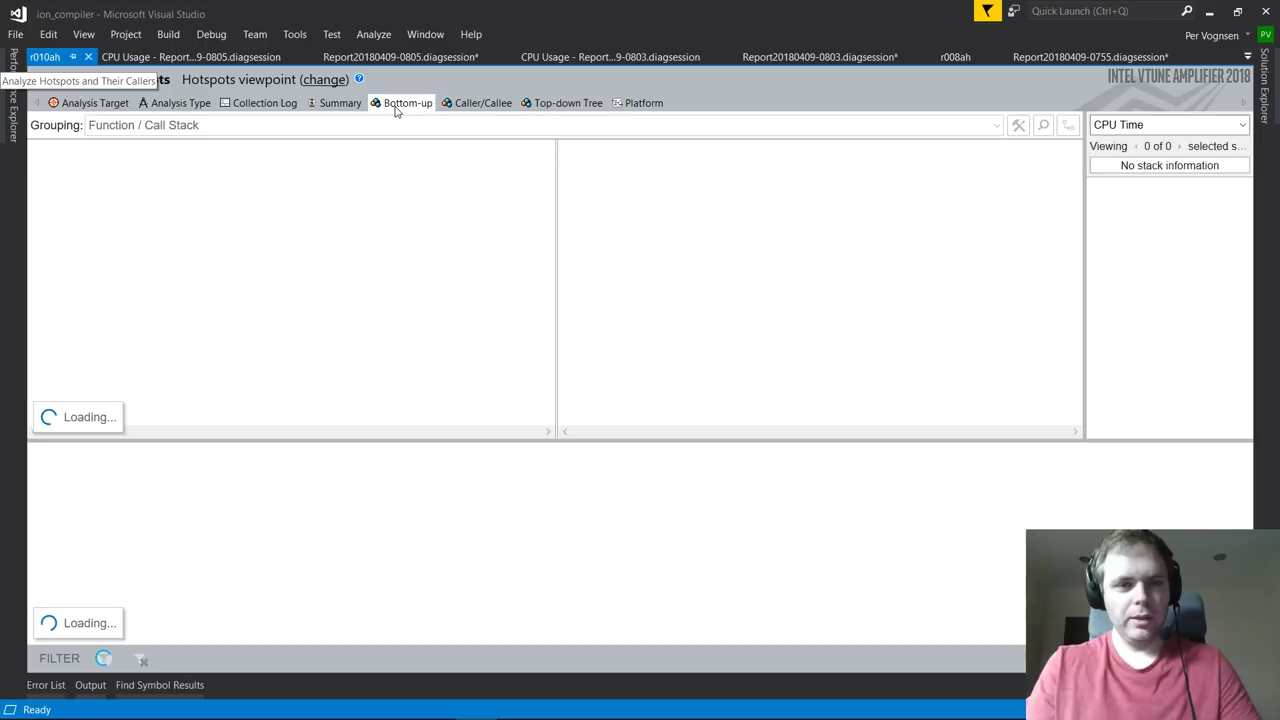 ion_compiler - Microsoft Visual Studio
Quick Launch (Ctrl+Q)
File Edit View Project Build Debug Team Tools Test Analyze Window Help
Per Vognsen
PV
r010ah
CPU Usage - Report...9-0805.diagsession
Report20180409-0805.diagsession*
CPU Usage - Report...9-0803.diagsession
Report20180409-0803.diagsession*
r008ah
Report20180409-0755.diagsession*
Solution Explorer
Analyze Hotspots and Their Callers
Hotspots viewpoint (change)
INTEL VTUNE AMPLIFIER 2018
Analysis Target
Analysis Type
Collection Log
Summary
Bottom-up
Caller/Callee
Top-down Tree
Platform
Grouping: Function / Call Stack
CPU Time
Viewing 0 of 0 selected s...
No stack information
Loading...
Loading...
FILTER
Error List Output Find Symbol Results
Ready